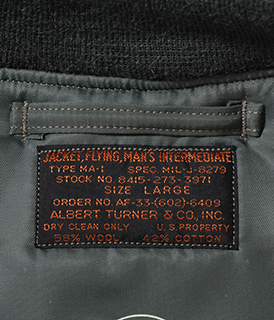 JACKET, FLYING, MAN'S INTERMEDIATE
TYPE MA-1 SPEC. MIL-J-8279
STOCK NO. 8415-273-3971
SIZE LARGE
ORDER NO. AF-33-(602)-6409
ALBERT TURNER & CO., INC.
DRY CLEAN ONLY U.S. PROPERTY
58% WOOL 42% COTTON